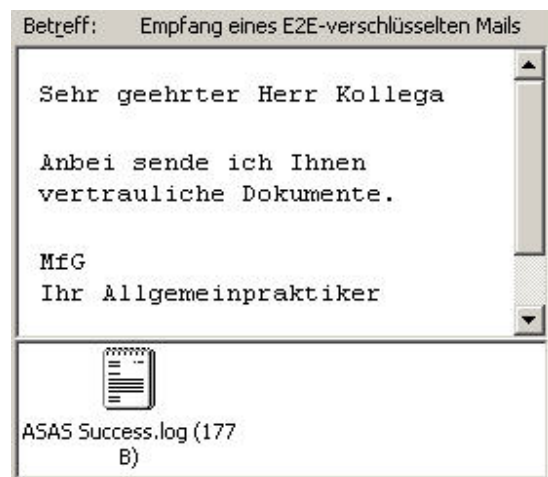 Betreff: Empfang eines E2E-verschlüsselten Mails
Sehr geehrter Herr Kollega
Anbei sende ich Ihnen
vertrauliche Dokumente.
MfG
Ihr Allgemeinpraktiker
ASAS Success.log (177
B)